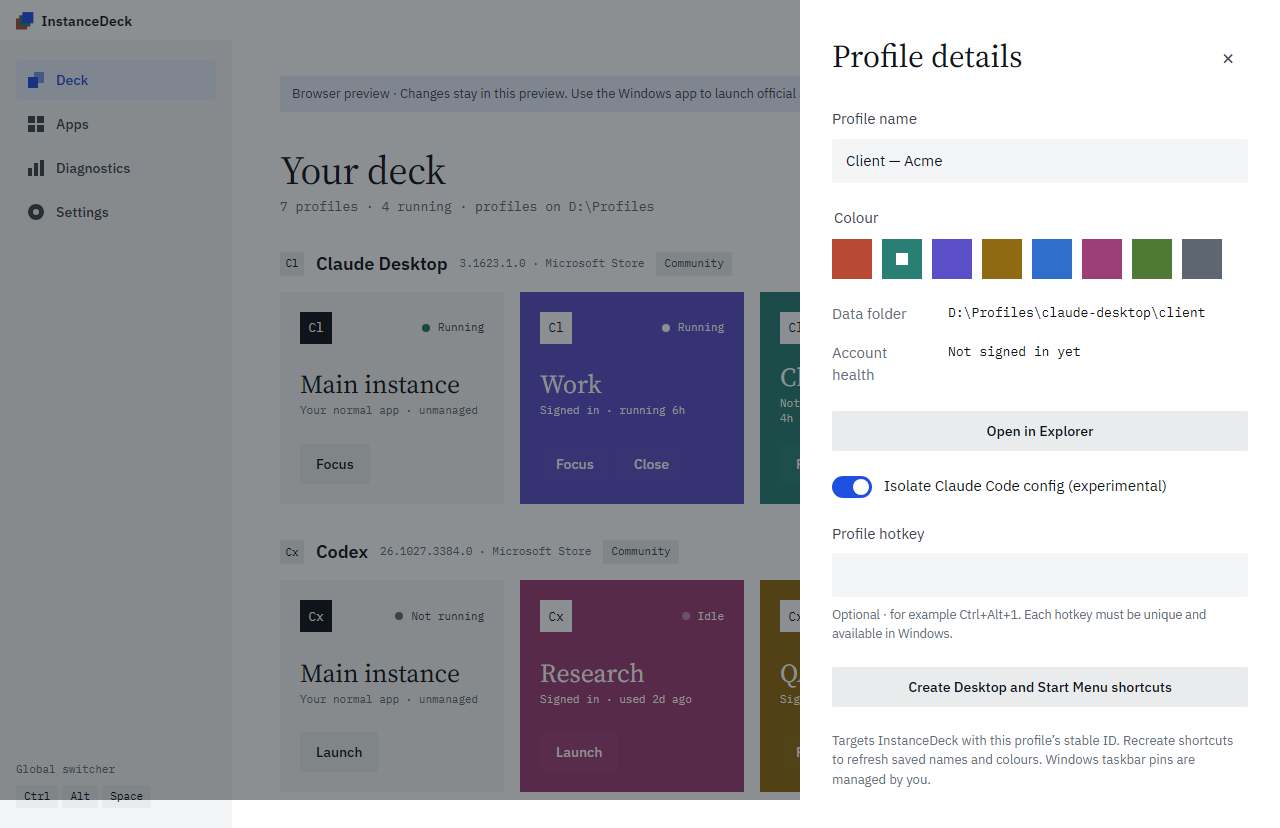 InstanceDeck
Deck
Apps
Diagnostics
Settings
Global switcher
Ctrl Alt Space
Browser preview · Changes stay in this preview. Use the Windows app to launch official
Your deck
7 profiles · 4 running · profiles on D:\Profiles
Cl Claude Desktop 3.1623.1.0 · Microsoft Store Community
Cl Running
Main instance
Your normal app · unmanaged
Focus
Cl Running
Work
Signed in · running 6h
Focus Close
Cl
Not
4h
Cx Codex 26.1027.3384.0 · Microsoft Store Community
Cx Not running
Main instance
Your normal app · unmanaged
Launch
Cx Idle
Research
Signed in · used 2d ago
Launch
Cx
Profile details
×
Profile name
Client — Acme
Colour
Data folder D:\Profiles\claude-desktop\client
Account health Not signed in yet
Open in Explorer
Isolate Claude Code config (experimental)
Profile hotkey
Optional · for example Ctrl+Alt+1. Each hotkey must be unique and
available in Windows.
Create Desktop and Start Menu shortcuts
Targets InstanceDeck with this profile’s stable ID. Recreate shortcuts
to refresh saved names and colours. Windows taskbar pins are
managed by you.